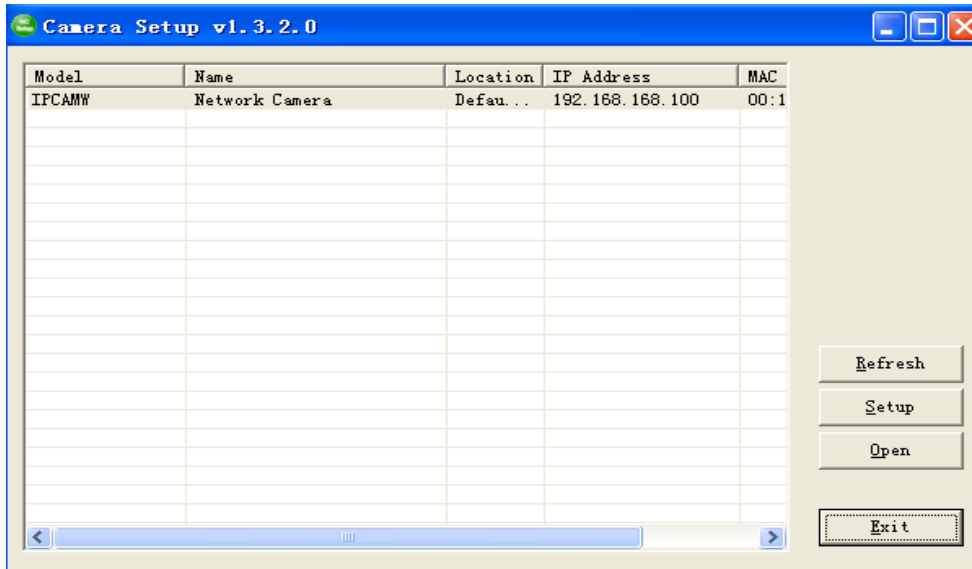 Camera Setup v1.3.2.0
Model Name Location IP Address MAC
IPCAMW Network Camera Defau... 192.168.168.100 00:1
Refresh
Setup
Open
Exit